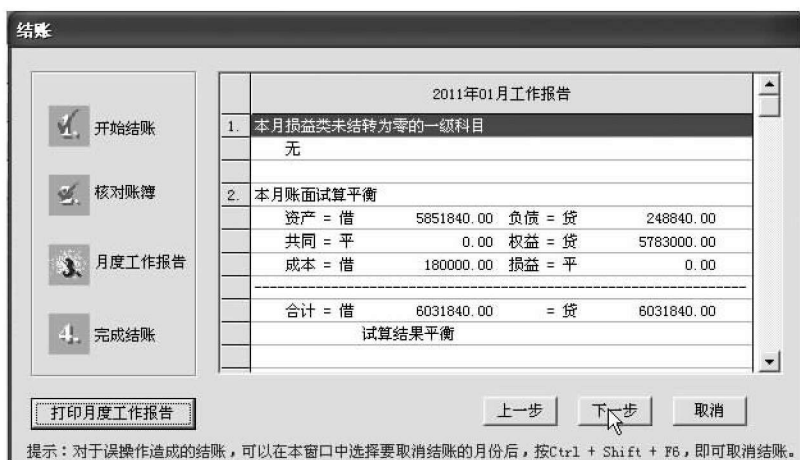 结账
开始结账
核对账簿
月度工作报告
4. 完成结账
2011年01月工作报告
1. 本月损益类未结转为零的一级科目
无
2. 本月账面试算平衡
资产 = 借 5851840.00 负债 = 贷 248840.00
共同 = 平 0.00 权益 = 贷 5783000.00
成本 = 借 180000.00 损益 = 平 0.00
合计 = 借 6031840.00 = 贷 6031840.00
试算结果平衡
打印月度工作报告
上一步
下一步
取消
提示：对于误操作造成的结账，可以在本窗口中选择要取消结账的月份后，按Ctrl + Shift + F6，即可取消结账。